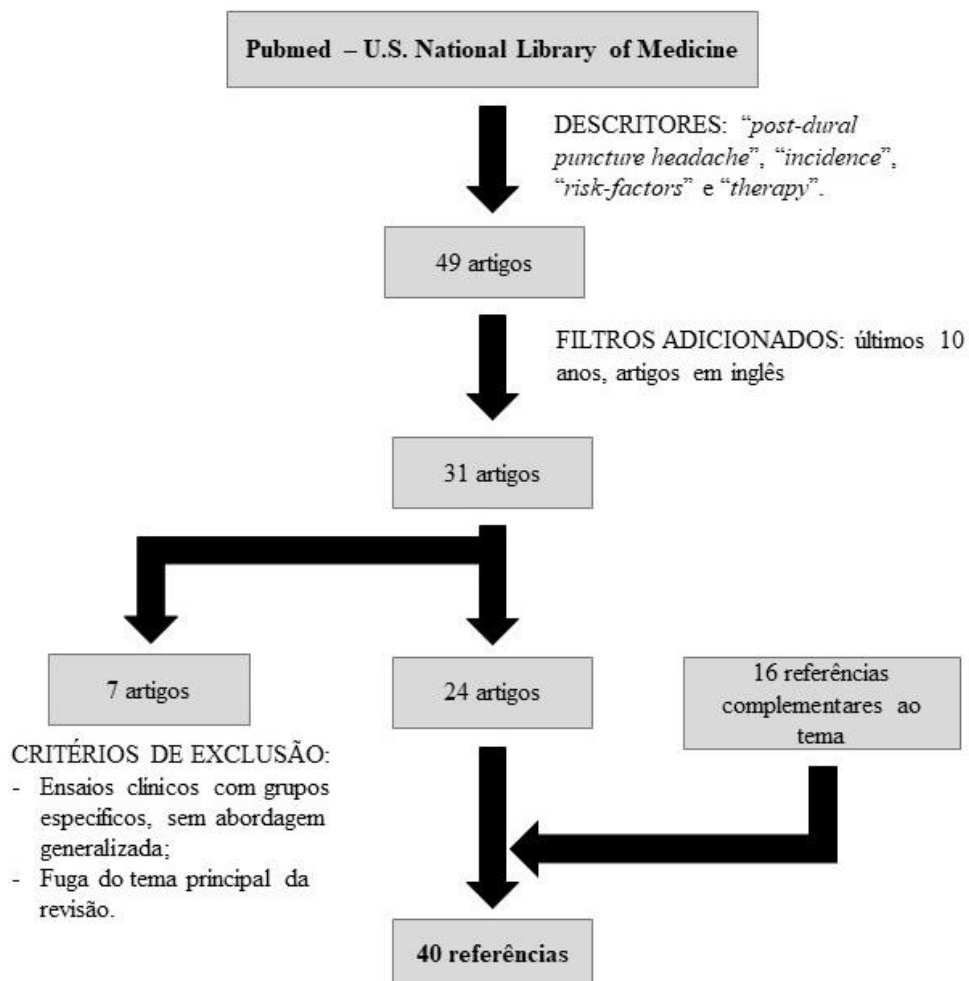 Pubmed – U.S. National Library of Medicine
DESCRITORES: “post-dural
puncture headache”, “incidence”,
“risk-factors” e “therapy”.
49 artigos
FILTROS ADICIONADOS: últimos 10
anos, artigos em inglês
31 artigos
7 artigos
24 artigos
16 referências
complementares ao
tema
CRITÉRIOS DE EXCLUSÃO:
- Ensaios clínicos com grupos
específicos, sem abordagem
generalizada;
- Fuga do tema principal da
revisão.
40 referências